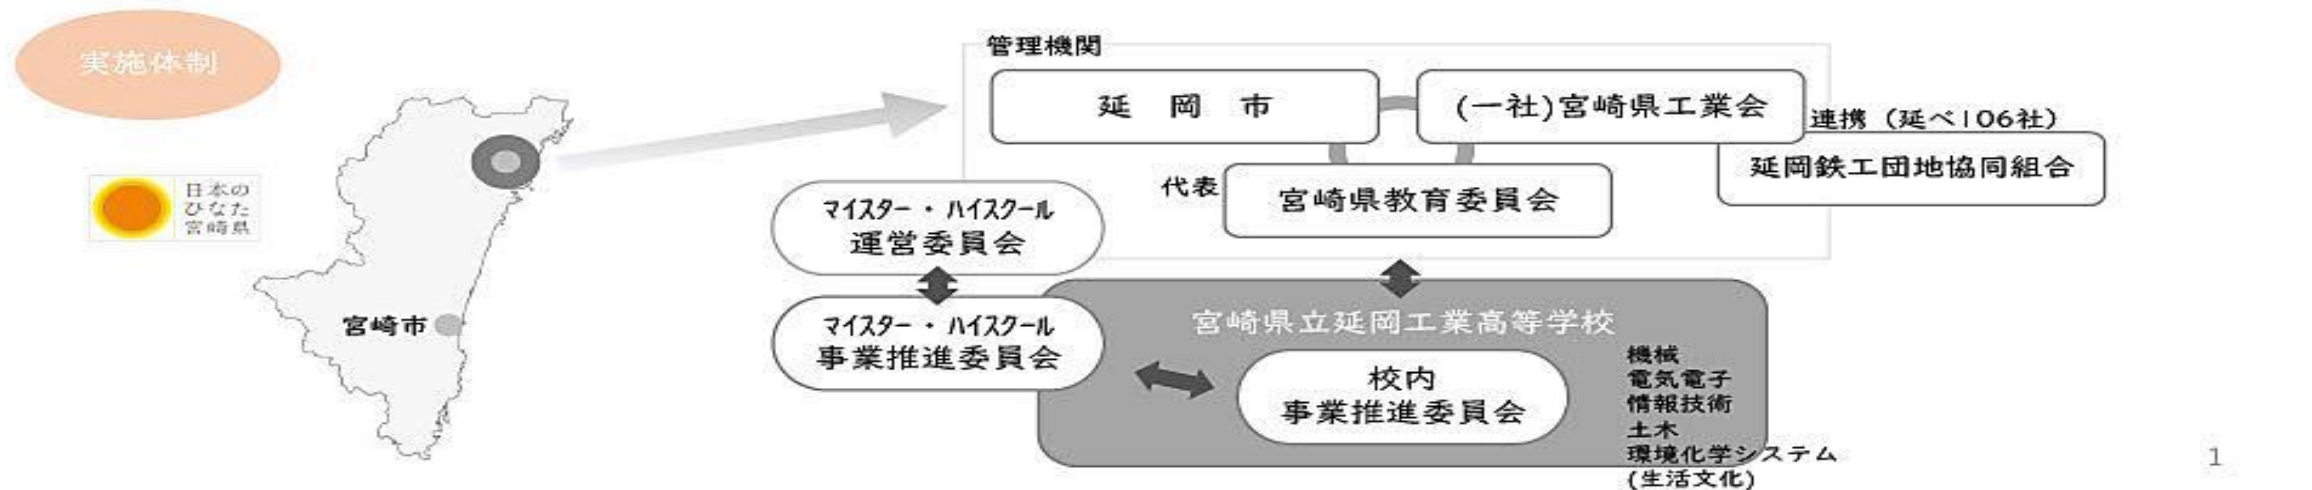 実施体制
日本の
ひなた
宮崎県
宮崎市
管理機関
延 岡 市
(一社)宮崎県工業会
連携（延べ106社）
延岡鉄工団地協同組合
代表
宮崎県教育委員会
マイスター・ハイスクール
運営委員会
マイスター・ハイスクール
事業推進委員会
宮崎県立延岡工業高等学校
校内
事業推進委員会
機械
電気電子
情報技術
土木
環境化学システム
(生活文化)
1